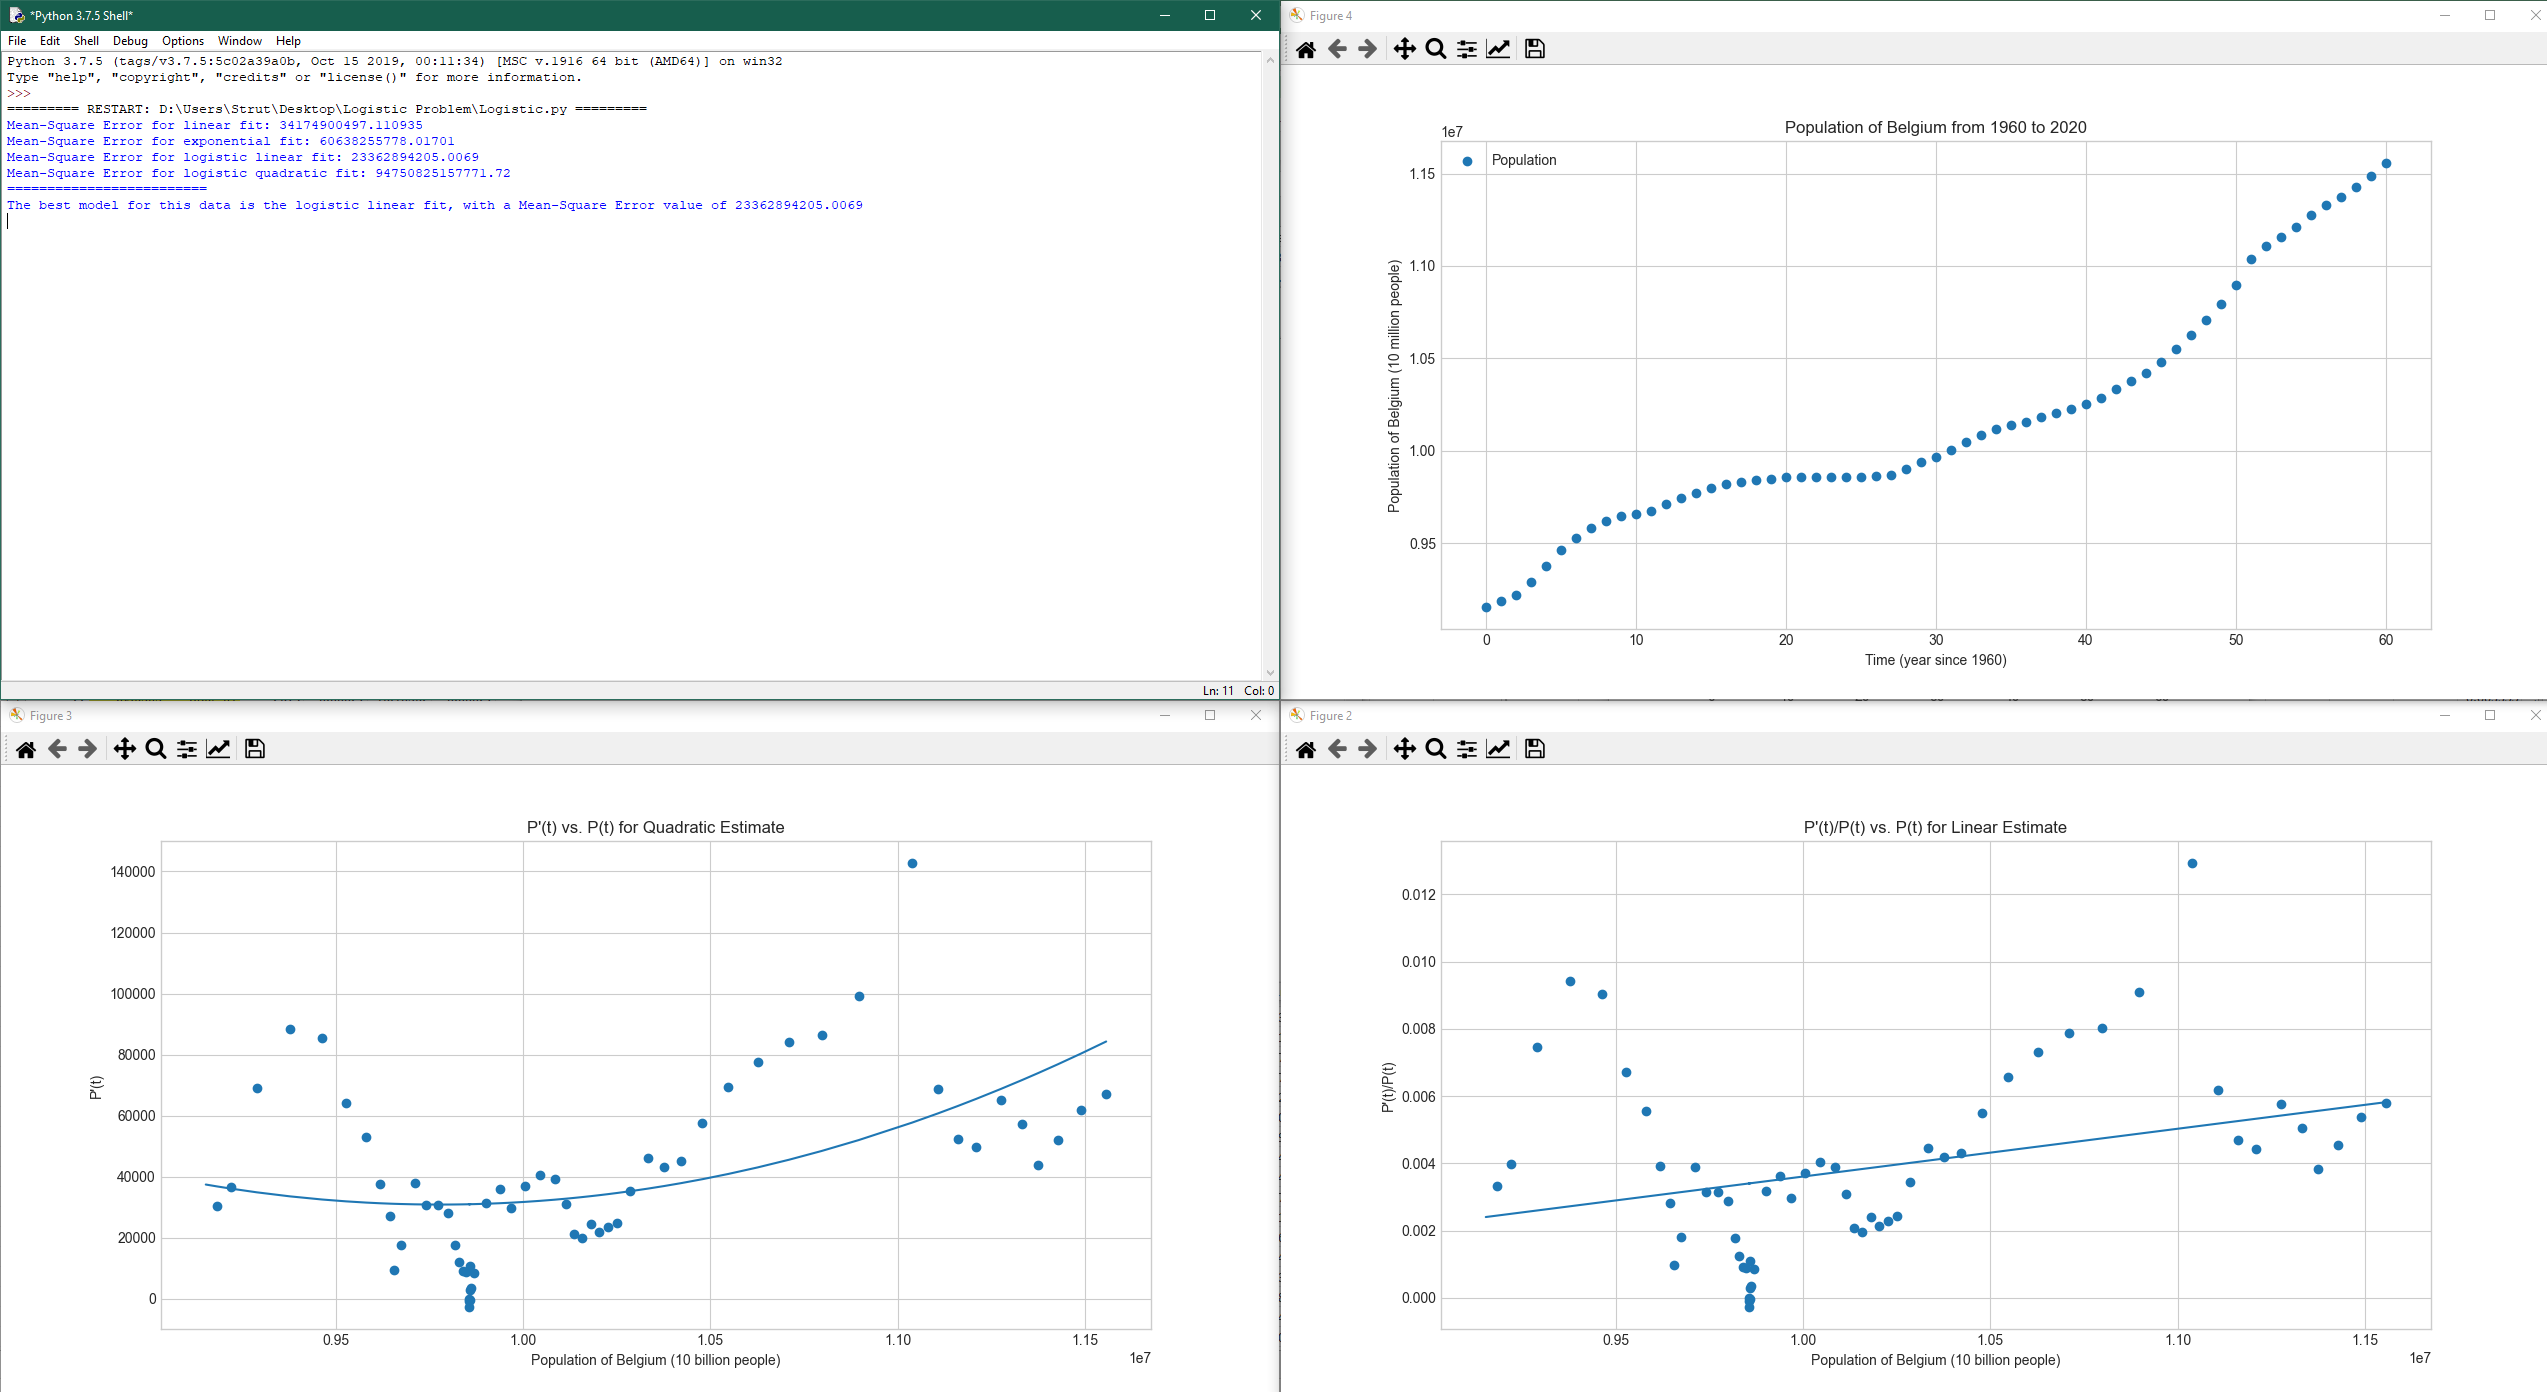 *Python 3.7.5 Shell*
File Edit Shell Debug Options Window Help
Python 3.7.5 (tags/v3.7.5:5c02a39a0b, Oct 15 2019, 00:11:34) [MSC v.1916 64 bit (AMD64)] on win32
Type "help", "copyright", "credits" or "license()" for more information.
>>>
========= RESTART: D:\Users\Strut\Desktop\Logistic Problem\Logistic.py =========
Mean-Square Error for linear fit: 34174900497.110935
Mean-Square Error for exponential fit: 60638255778.01701
Mean-Square Error for logistic linear fit: 23362894205.0069
Mean-Square Error for logistic quadratic fit: 94750825157771.72
=========================
The best model for this data is the logistic linear fit, with a Mean-Square Error value of 23362894205.0069
Ln: 11 Col: 0
Figure 4
Population of Belgium from 1960 to 2020
1e7
Population
1.15
1.10
1.05
1.00
0.95
Population of Belgium (10 million people)
0 10 20 30 40 50 60
Time (year since 1960)
Figure 3
P'(t) vs. P(t) for Quadratic Estimate
140000
120000
100000
80000
60000
40000
20000
0
P'(t)
0.95 1.00 1.05 1.10 1.15
1e7
Population of Belgium (10 billion people)
Figure 2
P'(t)/P(t) vs. P(t) for Linear Estimate
0.012
0.010
0.008
0.006
0.004
0.002
0.000
P'(t)/P(t)
0.95 1.00 1.05 1.10 1.15
1e7
Population of Belgium (10 billion people)